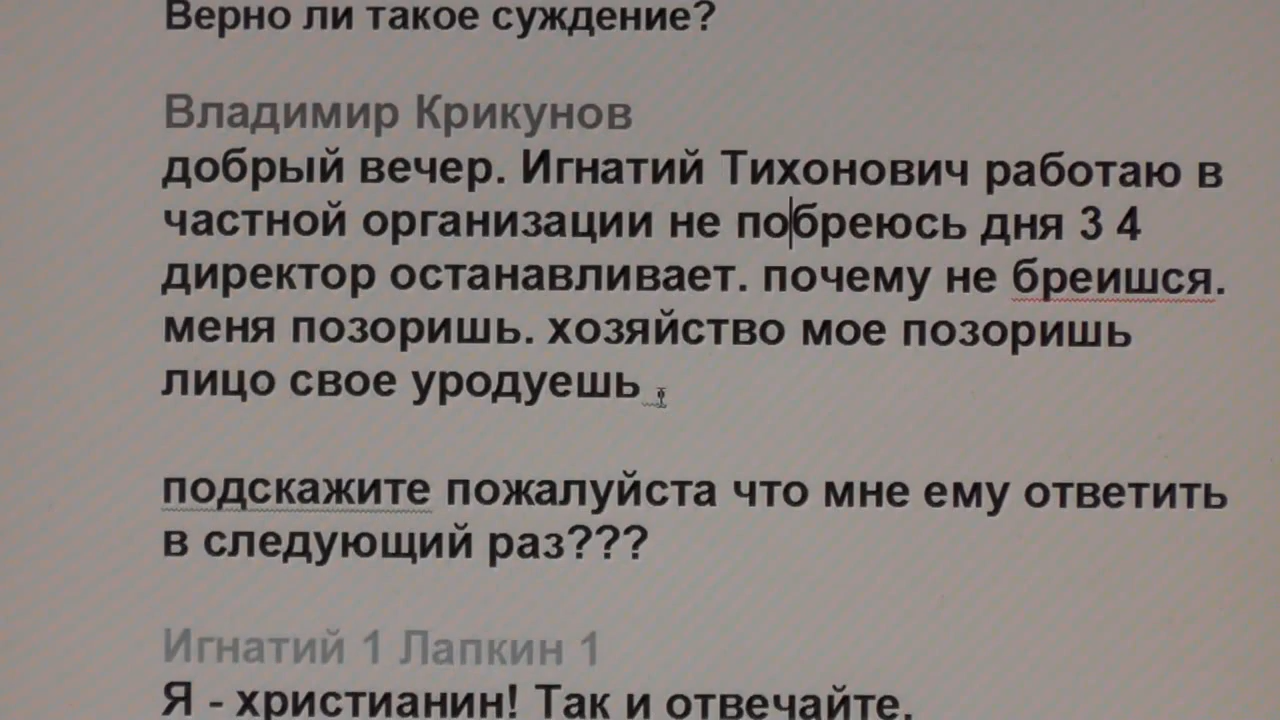 Верно ли такое суждение?
Владимир Крикунов
добрый вечер. Игнатий Тихонович работаю в
частной организации не побреюсь дня 3 4
директор останавливает. почему не бреишся.
меня позоришь. хозяйство мое позоришь
лицо свое уродуешь
подскажите пожалуйста что мне ему ответить
в следующий раз???
Игнатий 1 Лапкин 1
Я - христианин! Так и отвечайте.